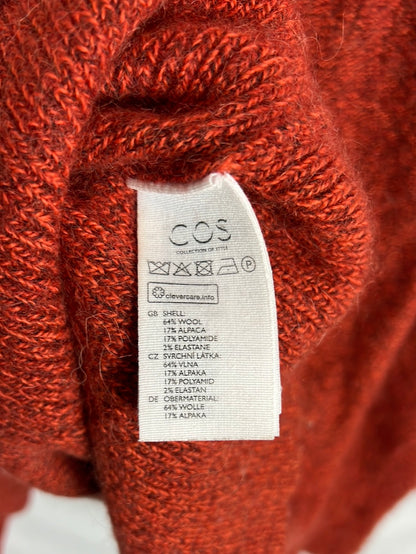 COS
COLLECTION OF STYLE
P
clevercare.info
GB SHELL:
64% WOOL
17% ALPACA
17% POLYAMIDE
2% ELASTANE
CZ SVRCHNÍ LÁTKA:
64% VLNA
17% ALPAKA
17% POLYAMID
2% ELASTAN
DE OBERMATERIAL:
64% WOLLE
17% ALPAKA